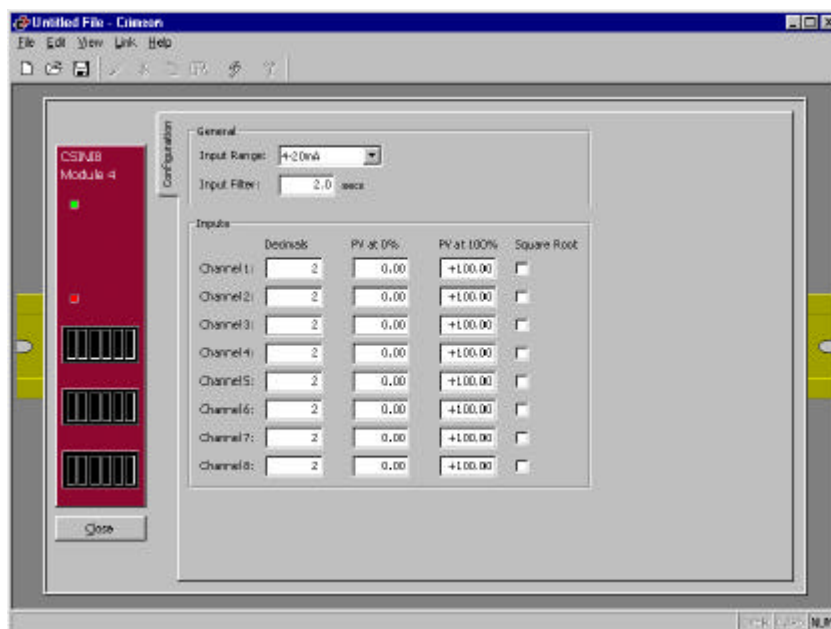 Untitled File - Crimson
File Edit View Link Help
CSINI8
Module 4
Configuration
General
Input Range: 4-20mA
Input Filter: 2.0 secs
Inputs
Decimals PV at 0% PV at 100% Square Root
Channel 1: 2 0.00 +100.00
Channel 2: 2 0.00 +100.00
Channel 3: 2 0.00 +100.00
Channel 4: 2 0.00 +100.00
Channel 5: 2 0.00 +100.00
Channel 6: 2 0.00 +100.00
Channel 7: 2 0.00 +100.00
Channel 8: 2 0.00 +100.00
Close
NUM